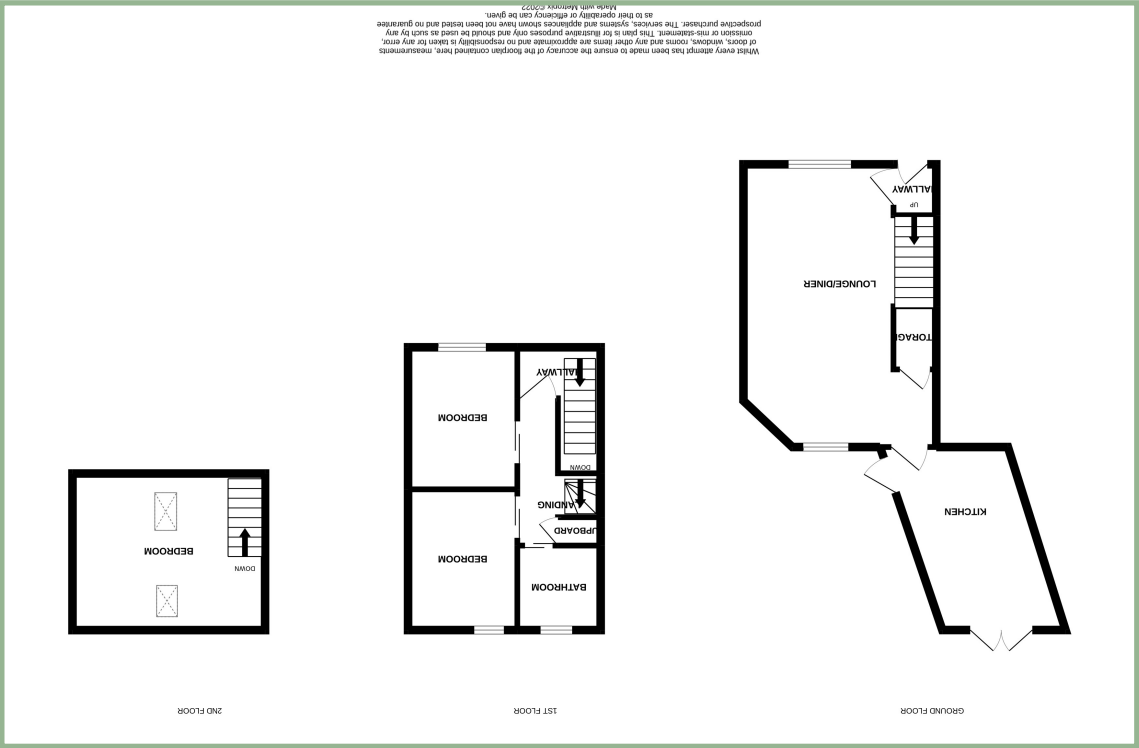 GROUND FLOOR
1ST FLOOR
2ND FLOOR
KITCHEN
STORAGE
LOUNGE/DINER
UP
HALLWAY
BATHROOM
BEDROOM
CUPBOARD
LANDING
DOWN
BEDROOM
HALLWAY
DOWN
BEDROOM
Whilst every attempt has been made to ensure the accuracy of the floorplan contained here, measurements
of doors, windows, rooms and any other items are approximate and no responsibility is taken for any error,
omission or mis-statement. This plan is for illustrative purposes only and should be used as such by any
prospective purchaser. The services, systems and appliances shown have not been tested and no guarantee
as to their operability or efficiency can be given.
Made with Metropix ©2022